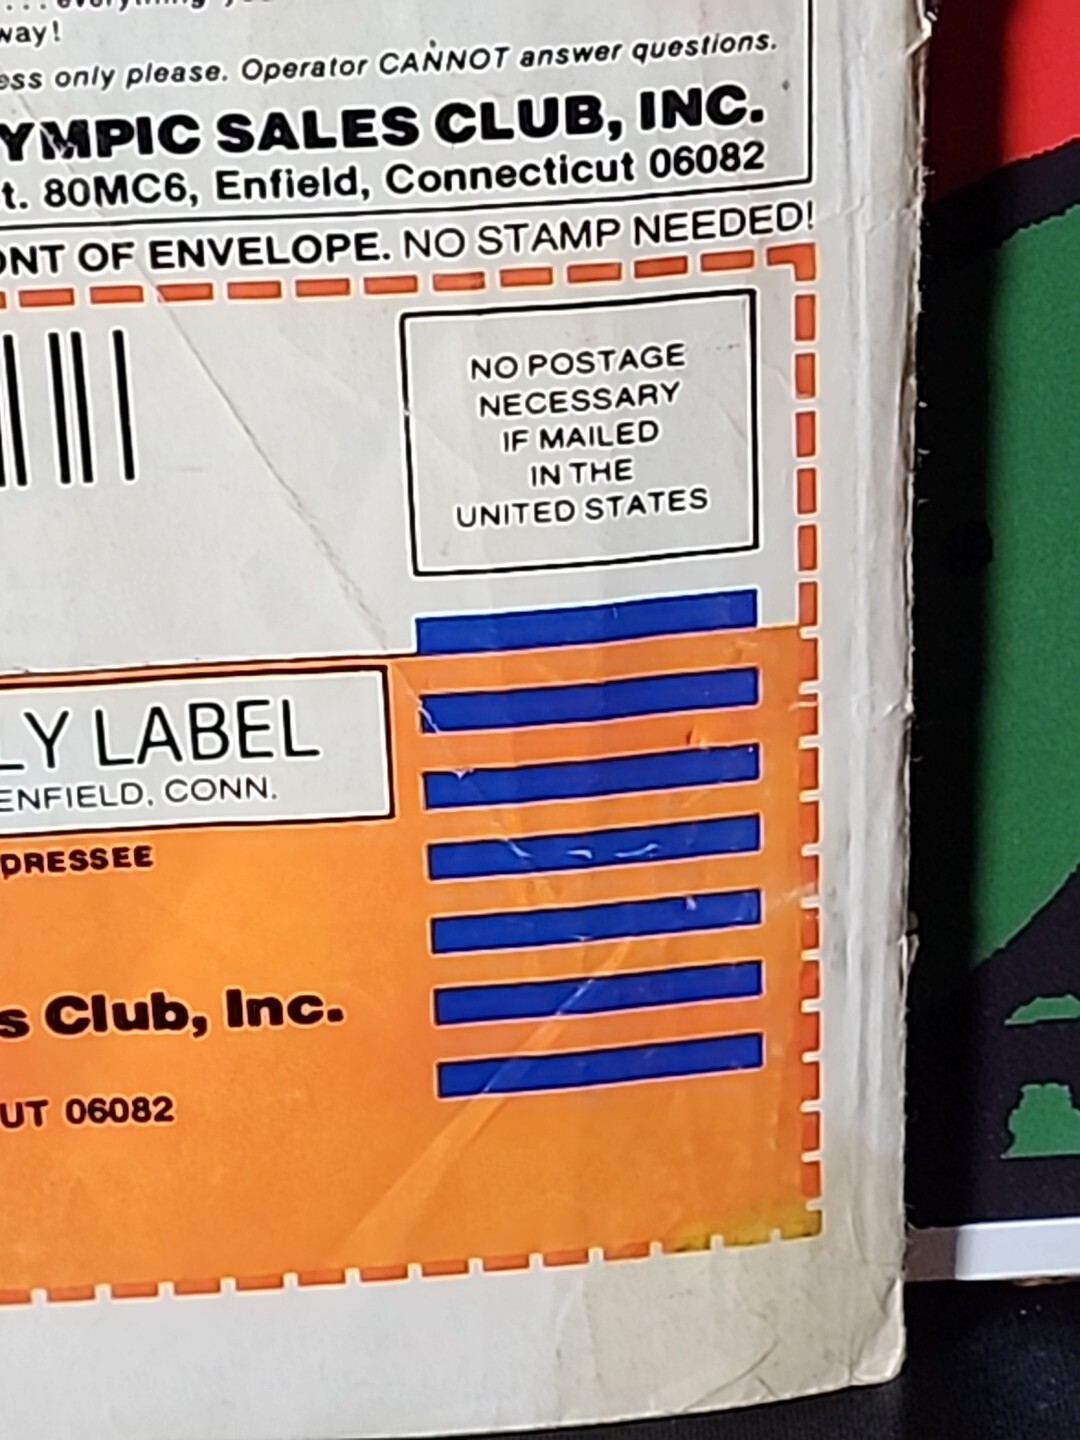 way!
only please. Operator CANNOT answer questions.
YMPIC SALES CLUB, INC.
t. 80MC6, Enfield, Connecticut 06082
ONT OF ENVELOPE. NO STAMP NEEDED!
NO POSTAGE
NECESSARY
IF MAILED
IN THE
UNITED STATES
LY LABEL
ENFIELD, CONN.
DRESSEE
s Club, Inc.
UT 06082